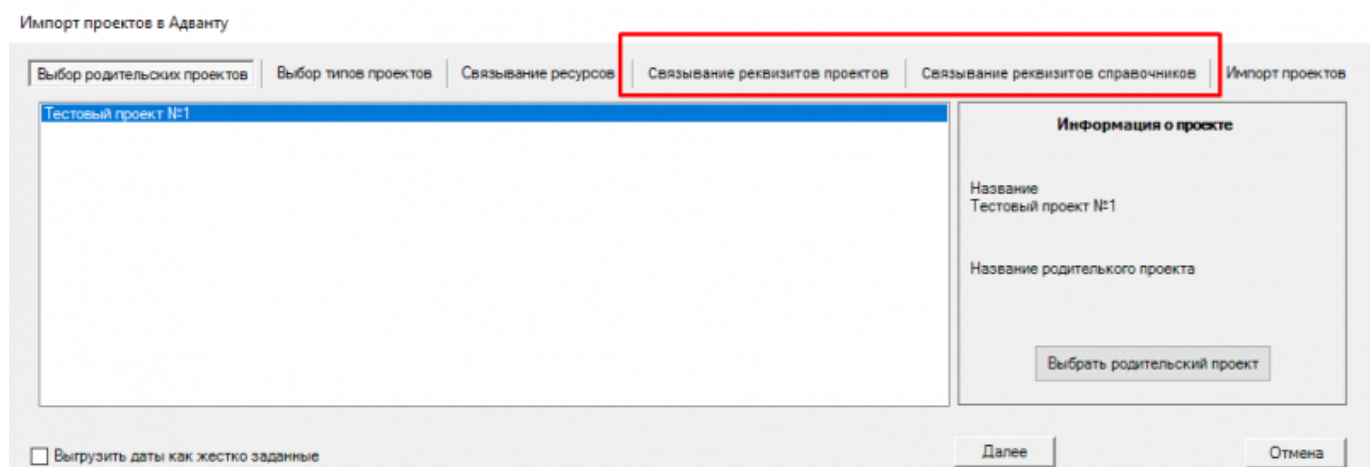 Импорт проектов в Адванту
Выбор родительских проектов Выбор типов проектов Связывание ресурсов Связывание реквизитов проектов Связывание реквизитов справочников Импорт проектов
Тестовый проект №1
Информация о проекте
Название
Тестовый проект №1
Название родителького проекта
Выбрать родительский проект
Выгрузить даты как жестко заданные
Далее
Отмена